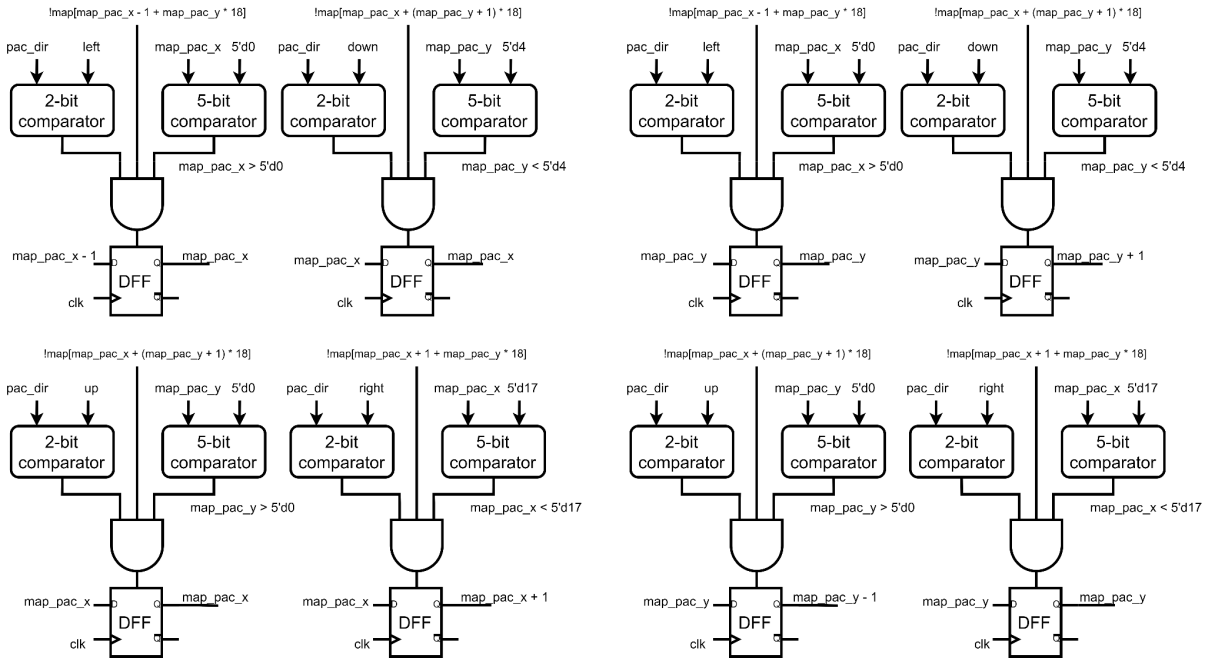 !map[map_pac_x - 1 + map_pac_y * 18]
pac_dir left map_pac_x 5'd0
2-bit comparator
5-bit comparator
map_pac_x > 5'd0
map_pac_x - 1
D Q
map_pac_x
DFF
clk
Q
!map[map_pac_x + (map_pac_y + 1) * 18]
pac_dir down map_pac_y 5'd4
2-bit comparator
5-bit comparator
map_pac_y < 5'd4
map_pac_x
D Q
map_pac_x
DFF
clk
Q
!map[map_pac_x - 1 + map_pac_y * 18]
pac_dir left map_pac_x 5'd0
2-bit comparator
5-bit comparator
map_pac_x > 5'd0
map_pac_y
D Q
map_pac_y
DFF
clk
Q
!map[map_pac_x + (map_pac_y + 1) * 18]
pac_dir down map_pac_y 5'd4
2-bit comparator
5-bit comparator
map_pac_y < 5'd4
map_pac_y
D Q
map_pac_y + 1
DFF
clk
Q
!map[map_pac_x + (map_pac_y + 1) * 18]
pac_dir up map_pac_y 5'd0
2-bit comparator
5-bit comparator
map_pac_y > 5'd0
map_pac_x
D Q
map_pac_x
DFF
clk
Q
!map[map_pac_x + 1 + map_pac_y * 18]
pac_dir right map_pac_x 5'd17
2-bit comparator
5-bit comparator
map_pac_x < 5'd17
map_pac_x
D Q
map_pac_x + 1
DFF
clk
Q
!map[map_pac_x + (map_pac_y + 1) * 18]
pac_dir up map_pac_y 5'd0
2-bit comparator
5-bit comparator
map_pac_y > 5'd0
map_pac_y
D Q
map_pac_y - 1
DFF
clk
Q
!map[map_pac_x + 1 + map_pac_y * 18]
pac_dir right map_pac_x 5'd17
2-bit comparator
5-bit comparator
map_pac_x < 5'd17
map_pac_y
D Q
map_pac_y
DFF
clk
Q